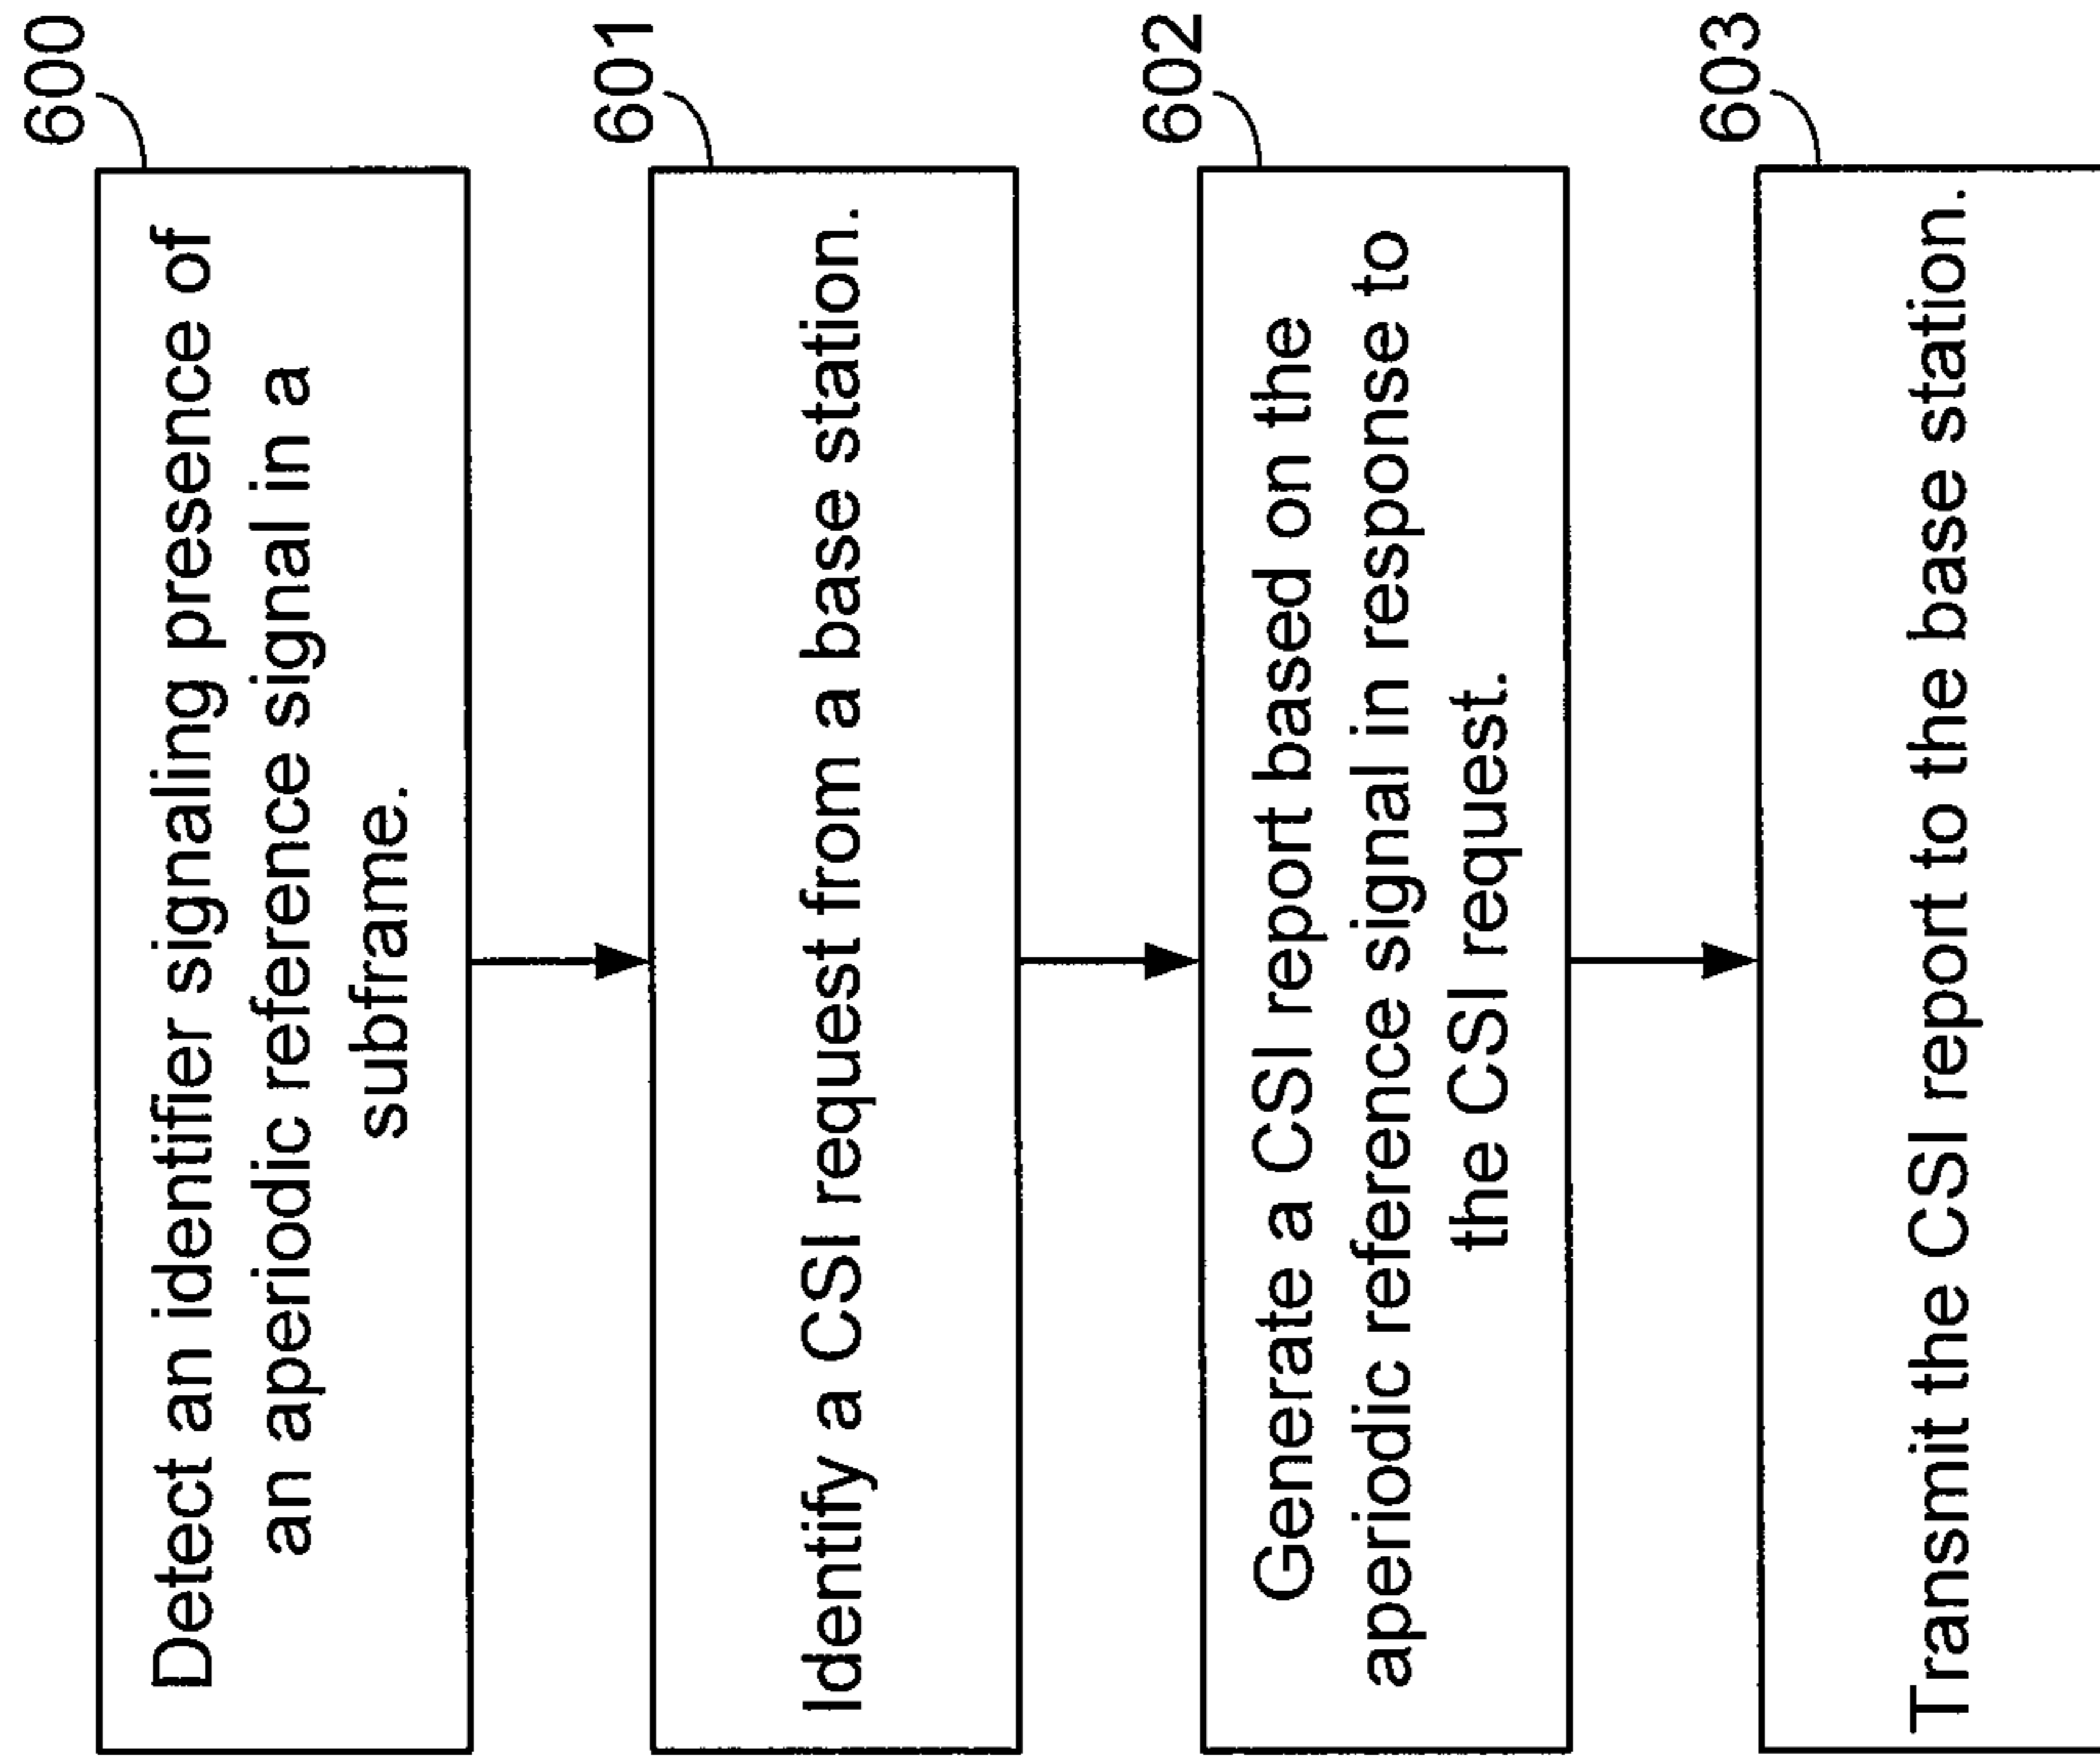 600
Detect an identifier signaling presence of
an aperiodic reference signal in a
subframe.
601
Identify a CSI request from a base station.
602
Generate a CSI report based on the
aperiodic reference signal in response to
the CSI request.
603
Transmit the CSI report to the base station.